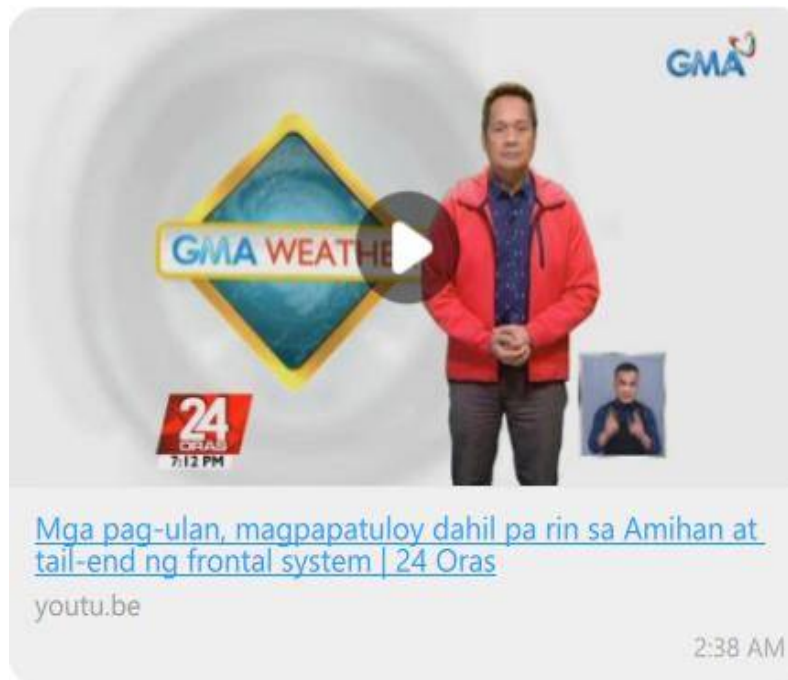 GMA
GMA WEATHE
24
ORAS
7:12 PM
Mga pag-ulan, magpapatuloy dahil pa rin sa Amihan at
tail-end ng frontal system | 24 Oras
youtu.be
2:38 AM